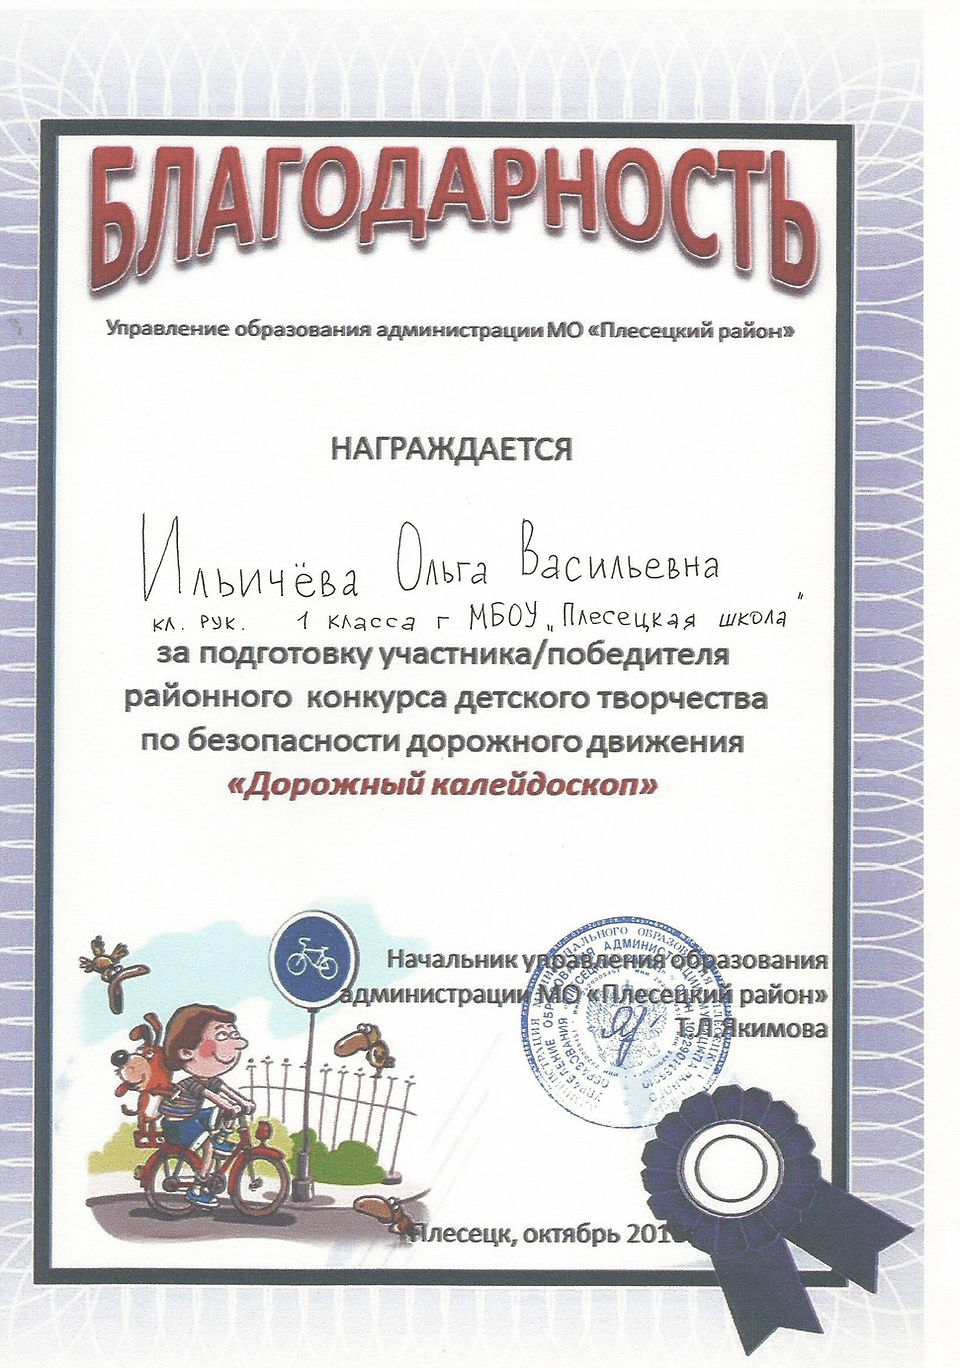 БЛАГОДАРНОСТЬ
Управление образования администрации МО «Плесецкий район»
НАГРАЖДАЕТСЯ
Ильичёва Ольга Васильевна
кл. рук. 1 класса г МБОУ „Плесецкая школа"
за подготовку участника/победителя
районного конкурса детского творчества
по безопасности дорожного движения
«Дорожный калейдоскоп»
Начальник управления образования
администрации МО «Плесецкий район»
Т.Л.Якимова
Плесецк, октябрь